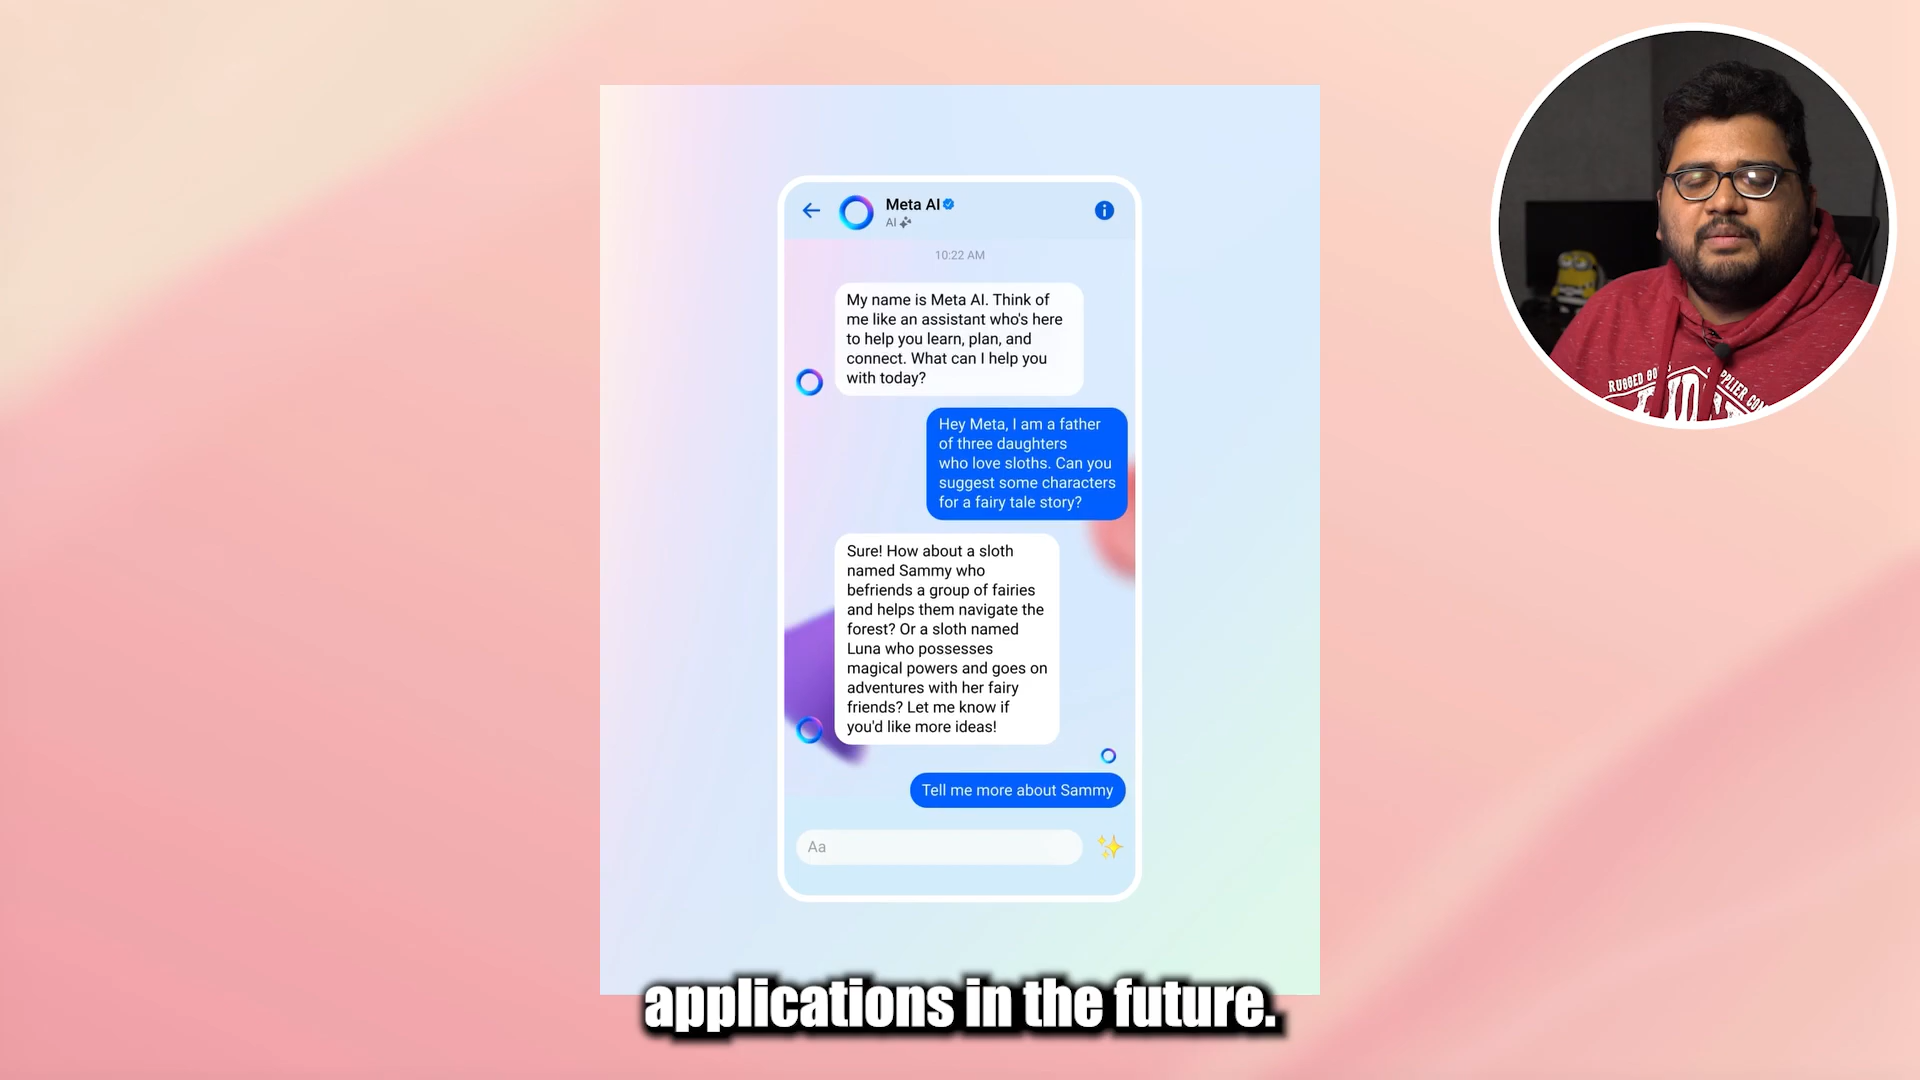 Meta AI
AI
10:22 AM
My name is Meta AI. Think of
me like an assistant who's here
to help you learn, plan, and
connect. What can I help you
with today?
Hey Meta, I am a father
of three daughters
who love sloths. Can you
suggest some characters
for a fairy tale story?
Sure! How about a sloth
named Sammy who
befriends a group of fairies
and helps them navigate the
forest? Or a sloth named
Luna who possesses
magical powers and goes on
adventures with her fairy
friends? Let me know if
you'd like more ideas!
Tell me more about Sammy
Aa
RUGGED
applications in the future.